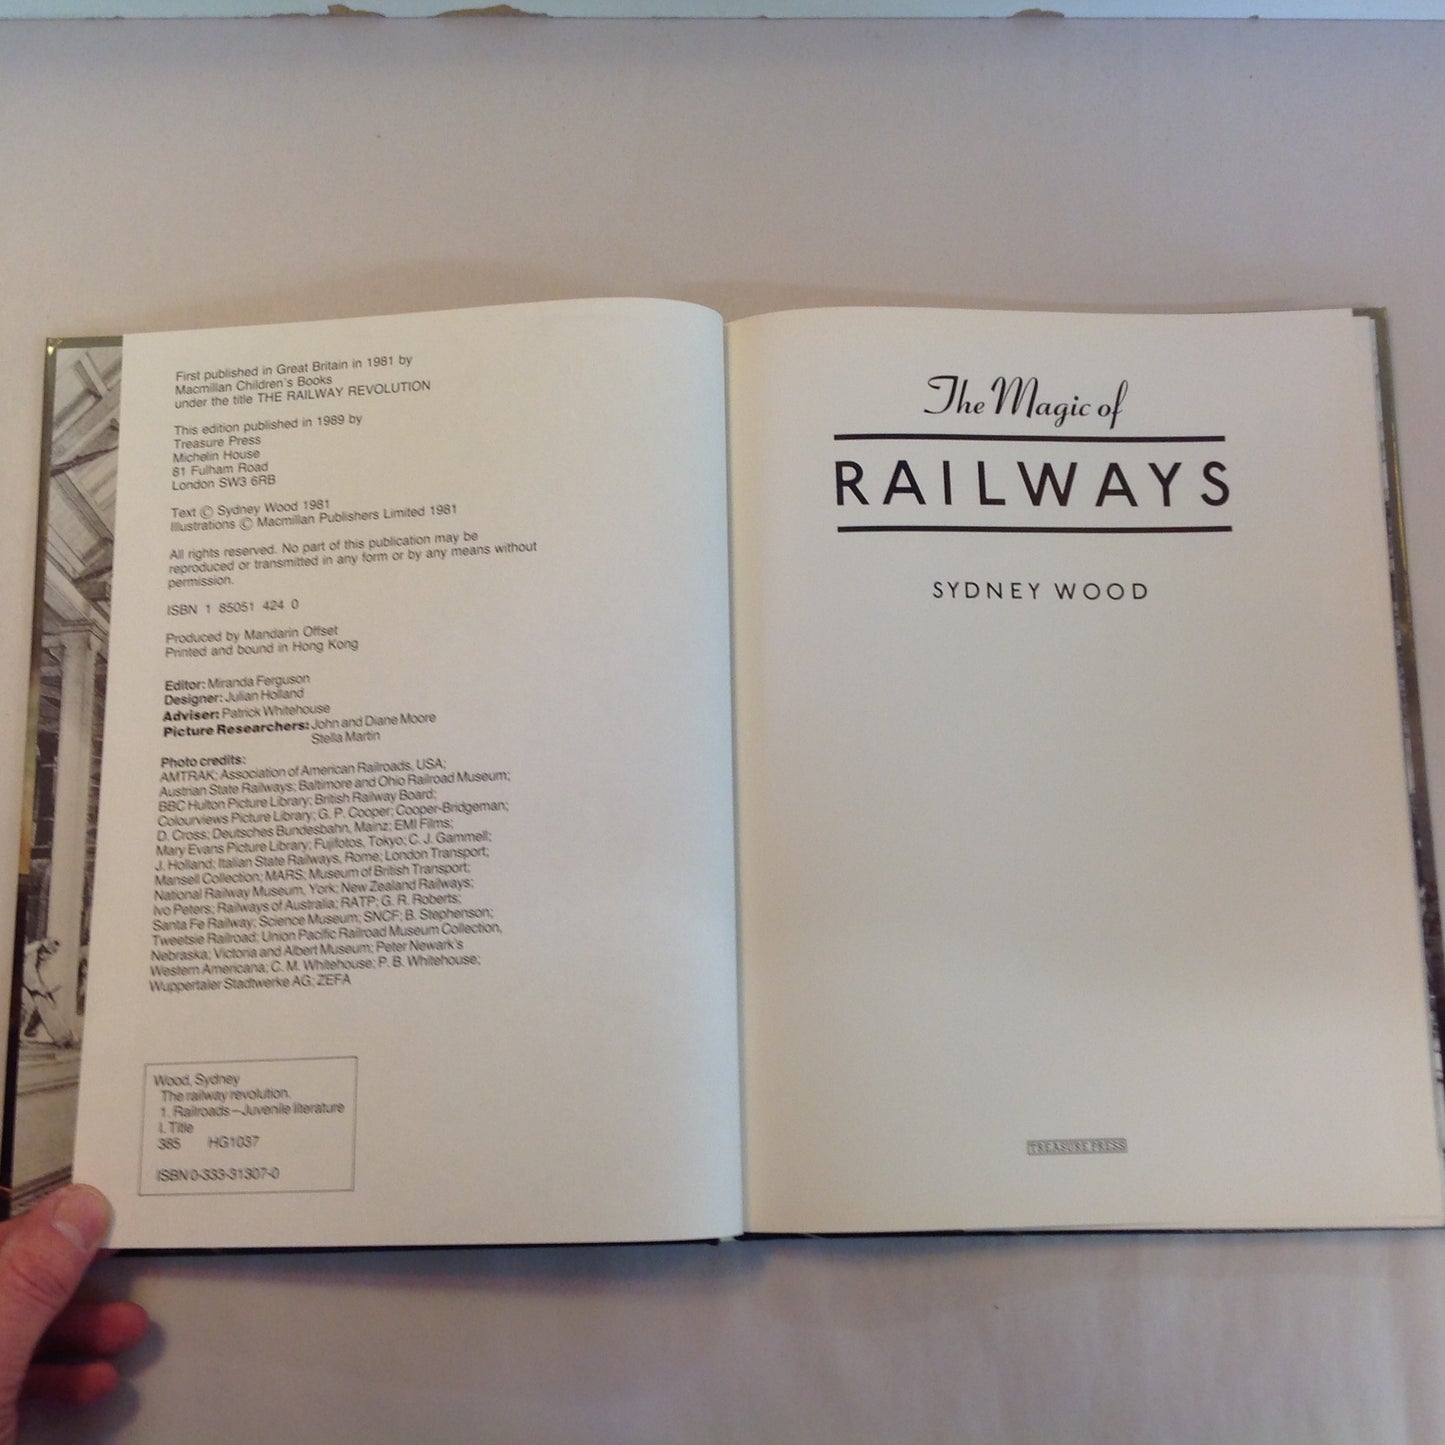 First published in Great Britain in 1981 by
Macmillan Children's Books
under the title THE RAILWAY REVOLUTION
This edition published in 1989 by
Treasure Press
Michelin House
81 Fulham Road
London SW3 6RB
Text © Sydney Wood 1981
Illustrations © Macmillan Publishers Limited 1981
All rights reserved. No part of this publication may be
reproduced or transmitted in any form or by any means without
permission.
ISBN 1 85051 424 0
Produced by Mandarin Offset
Printed and bound in Hong Kong
Editor: Miranda Ferguson
Designer: Julian Holland
Adviser: Patrick Whitehouse
Picture Researchers: John and Diane Moore
Stella Martin
Photo credits:
AMTRAK; Association of American Railroads, USA;
Austrian State Railways; Baltimore and Ohio Railroad Museum;
BBC Hulton Picture Library; British Railway Board;
Colourviews Picture Library; G. P. Cooper; Cooper-Bridgeman;
D. Cross; Deutsches Bundesbahn, Mainz; EMI Films;
Mary Evans Picture Library; Fujifotos, Tokyo; C. J. Gammell;
J. Holland; Italian State Railways, Rome; London Transport;
Mansell Collection; MARS; Museum of British Transport;
National Railway Museum, York; New Zealand Railways;
Ivo Peters; Railways of Australia; RATP; G. R. Roberts;
Santa Fe Railway; Science Museum; SNCF; B. Stephenson;
Tweetsie Railroad; Union Pacific Railroad Museum Collection,
Nebraska; Victoria and Albert Museum; Peter Newark's
Western Americana; C. M. Whitehouse; P. B. Whitehouse;
Wuppertaler Stadtwerke AG; ZEFA
Wood, Sydney
The railway revolution.
1. Railroads – Juvenile literature
I. Title
385 HG1037
ISBN 0-333-31307-0
The Magic of
RAILWAYS
SYDNEY WOOD
TREASURE PRESS